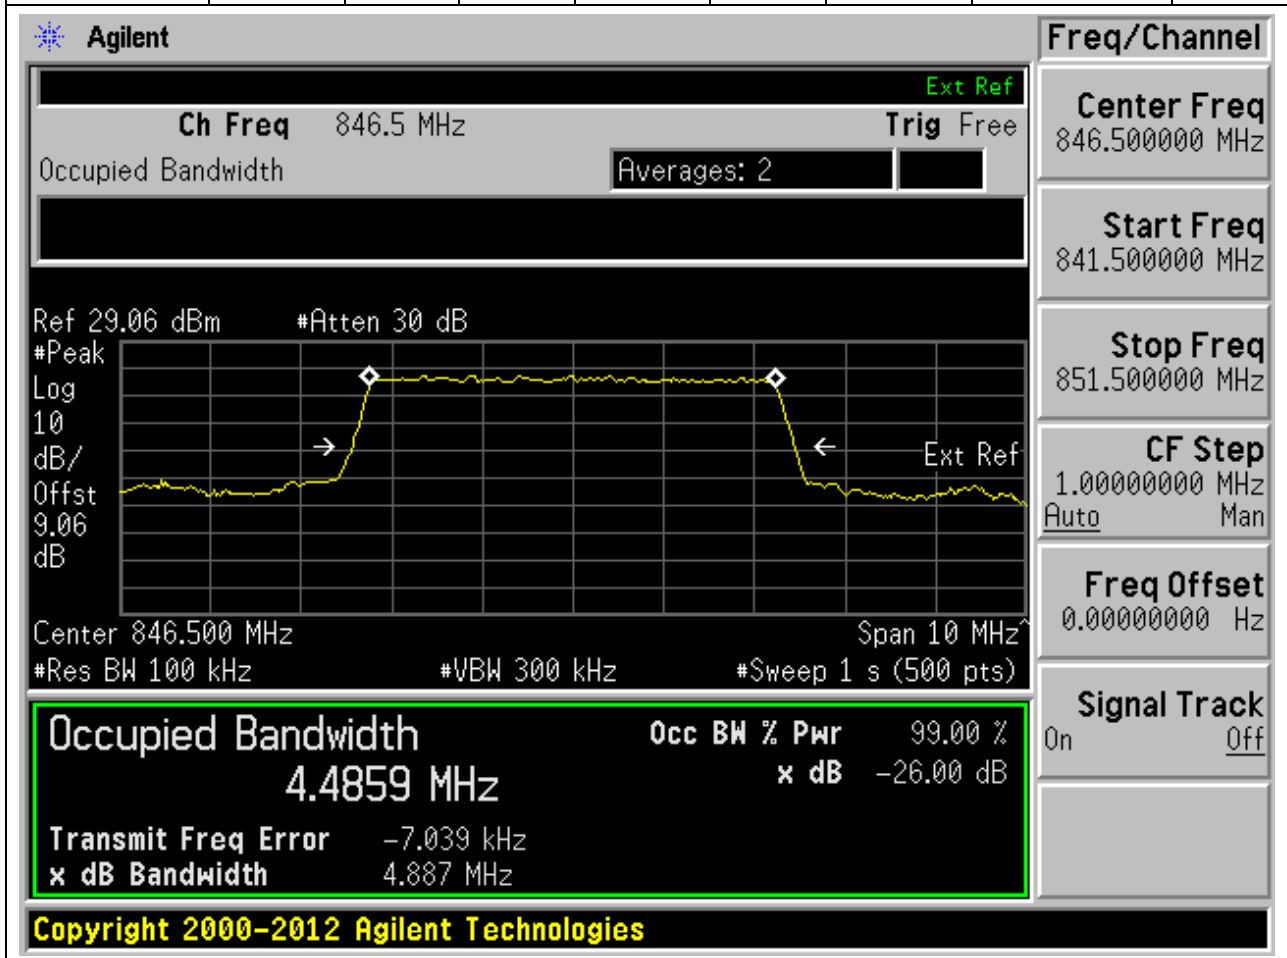 Agilent
Freq/Channel
Ext Ref
Ch Freq 846.5 MHz Trig Free
Occupied Bandwidth Averages: 2
Ref 29.06 dBm #Atten 30 dB
#Peak
Log
10
dB/
Offst
9.06
dB
Ext Ref
Center 846.500 MHz Span 10 MHz^
#Res BW 100 kHz #VBW 300 kHz #Sweep 1 s (500 pts)
Occupied Bandwidth
4.4859 MHz
Occ BW % Pwr 99.00 %
x dB -26.00 dB
Transmit Freq Error -7.039 kHz
x dB Bandwidth 4.887 MHz
Copyright 2000-2012 Agilent Technologies
Center Freq
846.500000 MHz
Start Freq
841.500000 MHz
Stop Freq
851.500000 MHz
CF Step
1.00000000 MHz
Auto Man
Freq Offset
0.00000000 Hz
Signal Track
On Off